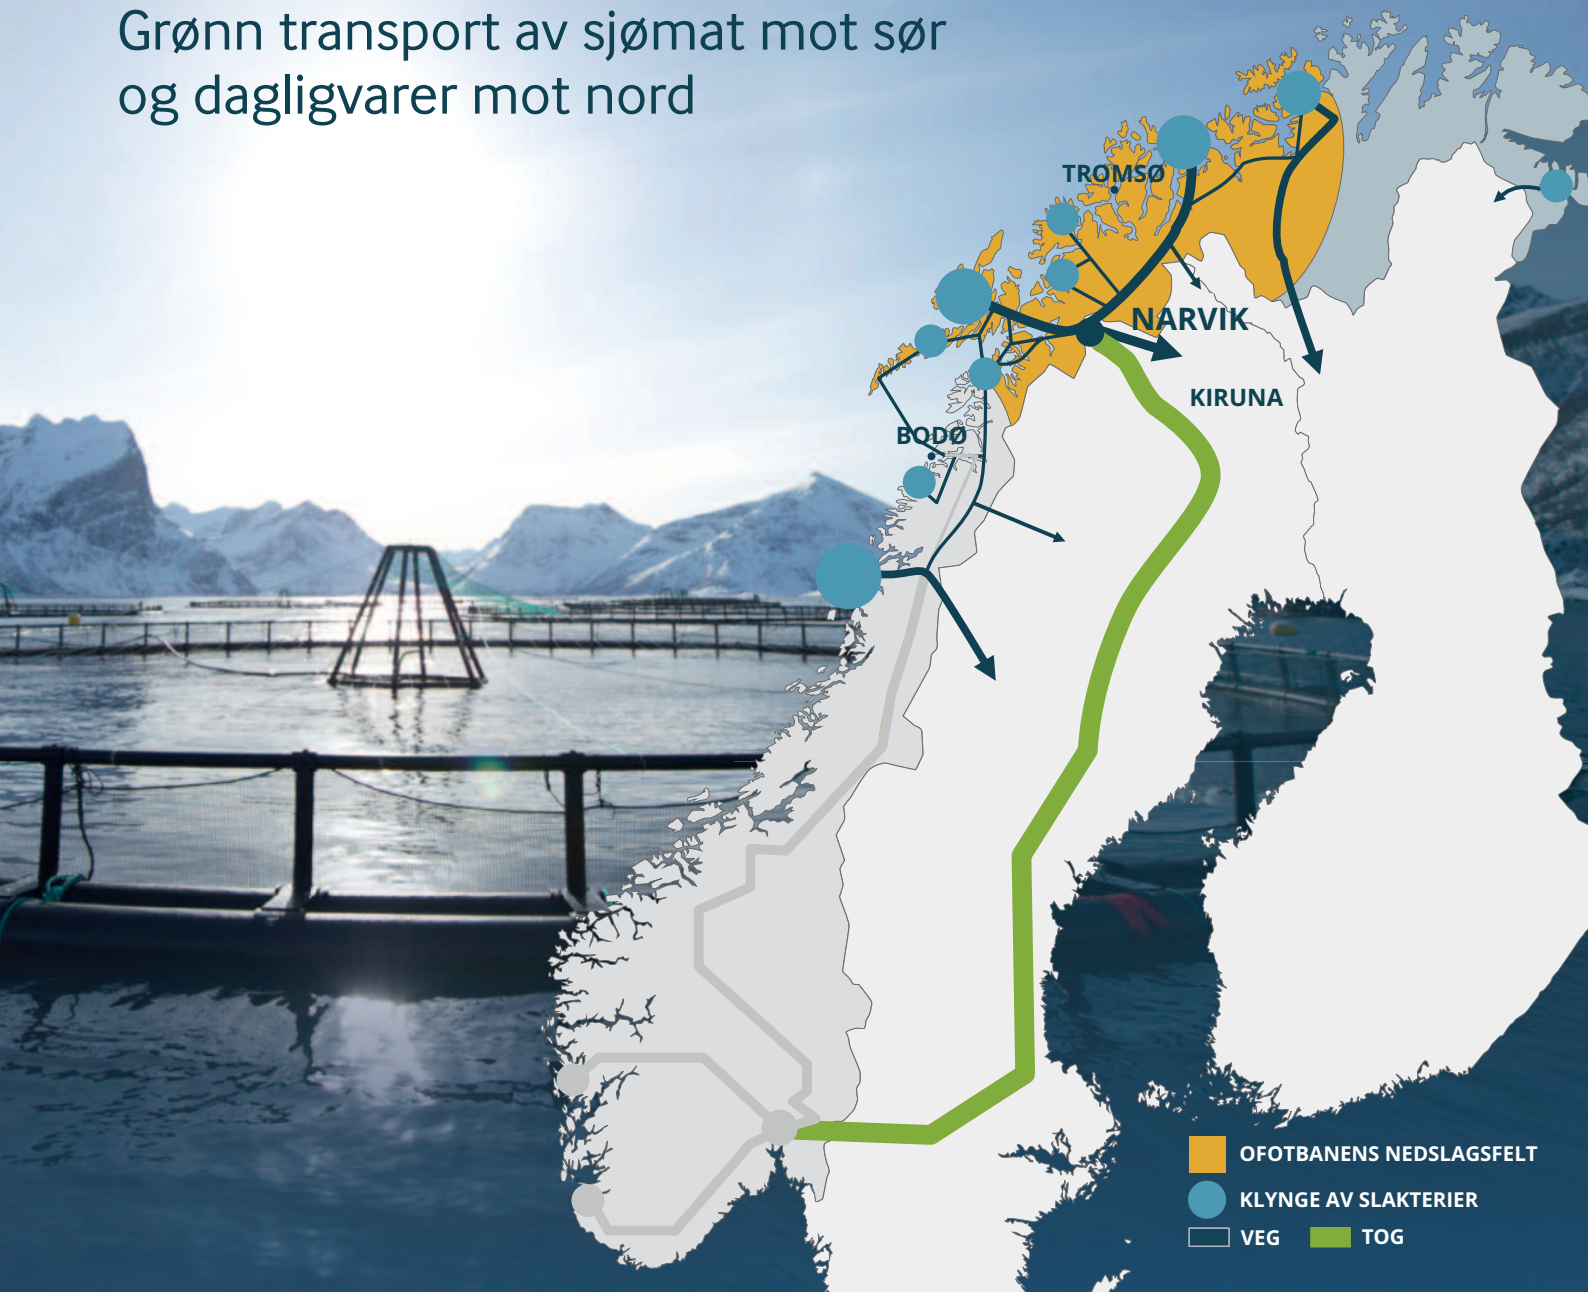 Grønn transport av sjømat mot sør
og dagligvarer mot nord
TROMSØ
NARVIK
KIRUNA
BODØ
OFOTBANENS NEDSLAGSFELT
KLYNGE AV SLAKTERIER
VEG
TOG